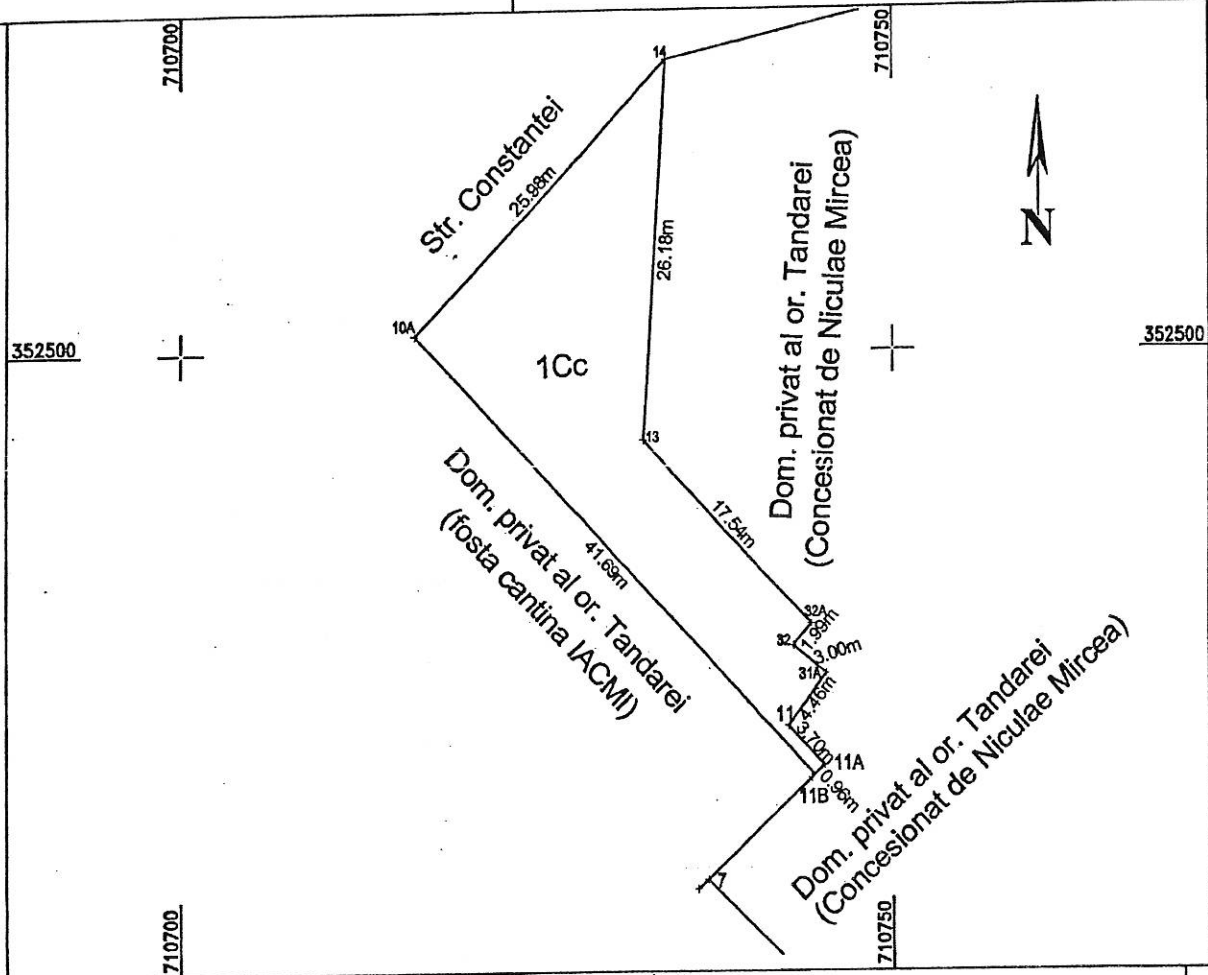 710700
710750
14
Str. Constantei
25.98m
26.18m
Dom. privat al or. Tandarei
(Concesionat de Niculae Mircea)
N
10A
352500
352500
1Cc
13
Dom. privat al or. Tandarei
(fosta cantina IACMI)
41.69m
17.54m
32A
1.99m
32
3.00m
31A
4.46m
11
3.70m
11A
0.96m
11B
Dom. privat al or. Tandarei
(Concesionat de Niculae Mircea)
7
710700
710750